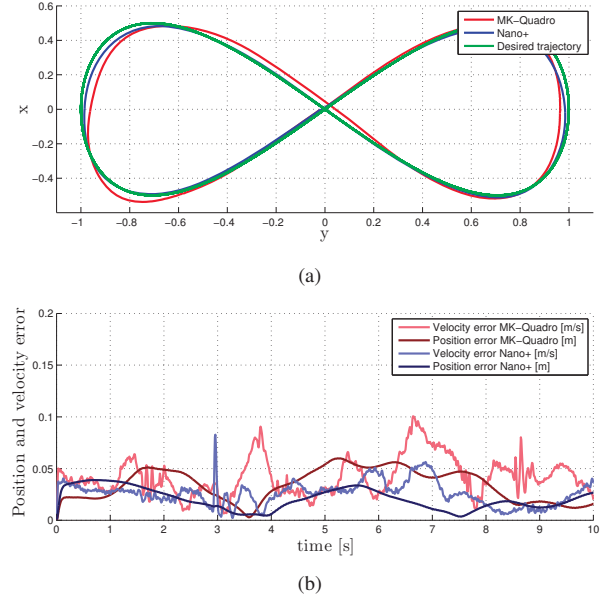 0.6
0.4
0.2
0
−0.2
−0.4
x
−1
−0.8
−0.6
−0.4
−0.2
0
0.2
0.4
0.6
0.8
1
y
MK−Quadro
Nano+
Desired trajectory
(a)
0.2
0.15
0.1
0.05
0
Position and velocity error
Velocity error MK−Quadro [m/s]
Position error MK−Quadro [m]
Velocity error Nano+ [m/s]
Position error Nano+ [m]
0
1
2
3
4
5
6
7
8
9
10
time [s]
(b)